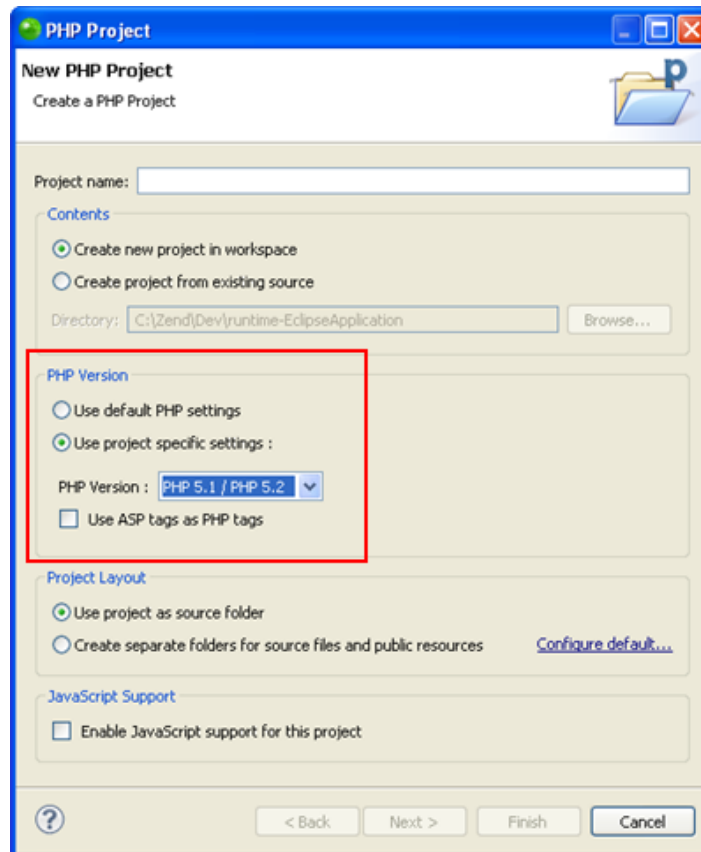 PHP Project
New PHP Project
Create a PHP Project
Project name:
Contents
Create new project in workspace
Create project from existing source
Directory: C:\Zend\Dev\runtime-EclipseApplication Browse...
PHP Version
Use default PHP settings
Use project specific settings :
PHP Version : PHP 5.1 / PHP 5.2
Use ASP tags as PHP tags
Project Layout
Use project as source folder
Create separate folders for source files and public resources Configure default...
JavaScript Support
Enable JavaScript support for this project
< Back Next > Finish Cancel